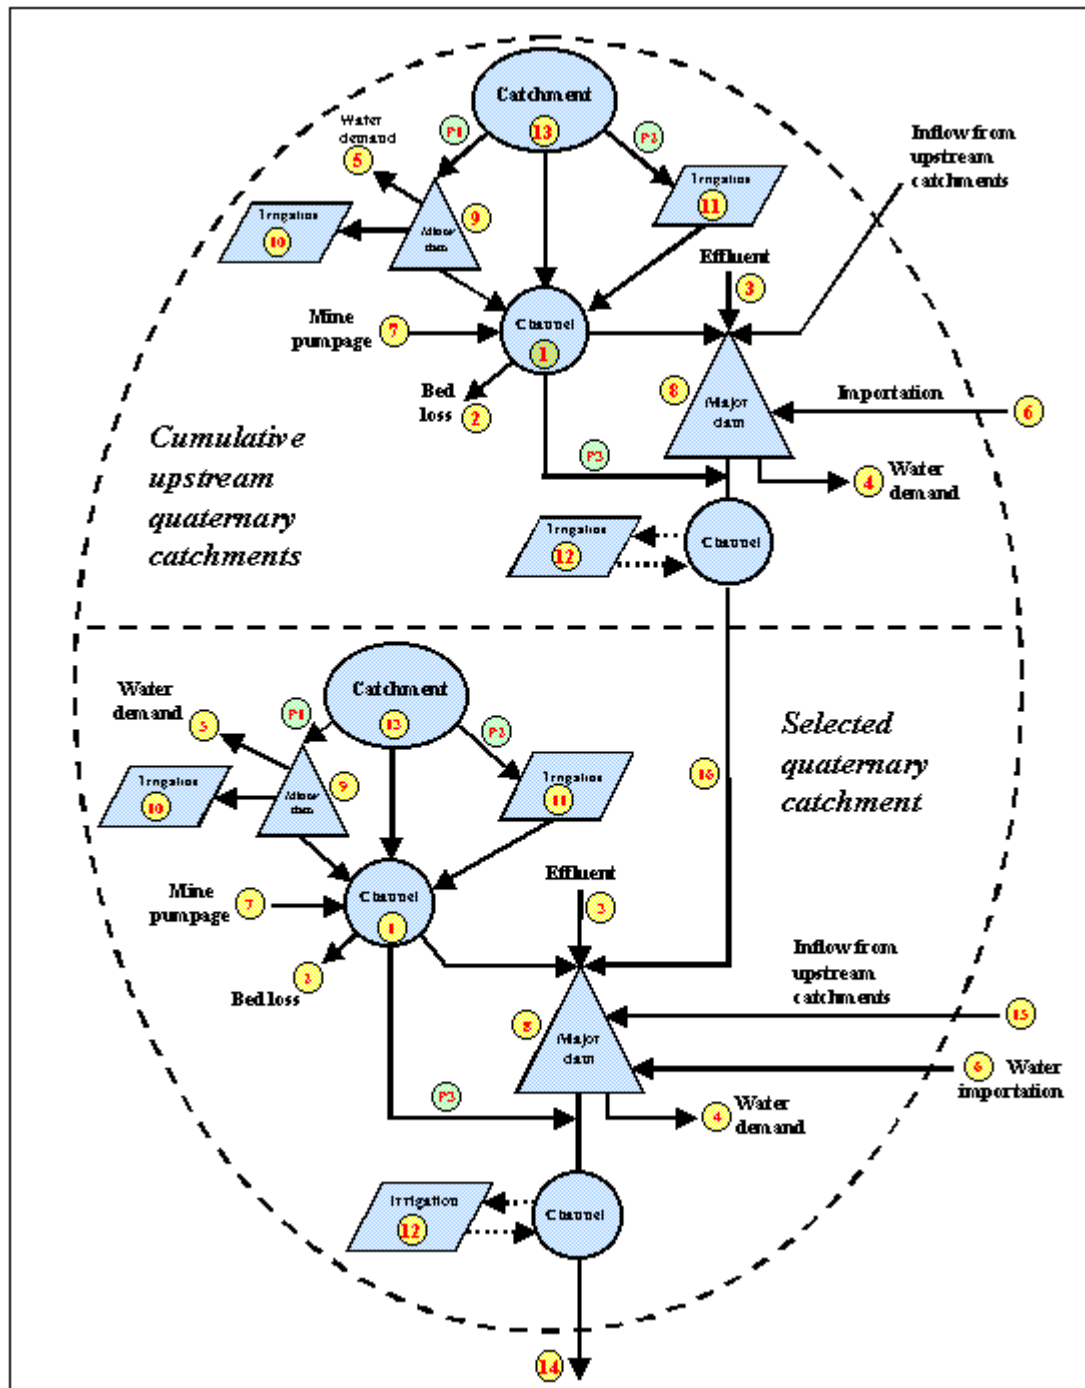 Catchment
13
P1
P2
Water
demand
5
Irrigation
10
9
Minor
dam
Irrigation
11
Inflow from
upstream
catchments
Effluent
3
Mine
pumpage
7
Channel
1
Bed
loss
2
8
Major
dam
Importation
6
P3
4
Water
demand
Cumulative
upstream
quaternary
catchments
Irrigation
12
Channel
Catchment
13
P1
P2
Water
demand
5
Irrigation
10
9
Minor
dam
Irrigation
11
16
Selected
quaternary
catchment
Effluent
3
Mine
pumpage
7
Channel
1
Bed loss
2
Inflow from
upstream
catchments
15
8
Major
dam
6
Water
importation
P3
4
Water
demand
Irrigation
12
Channel
14